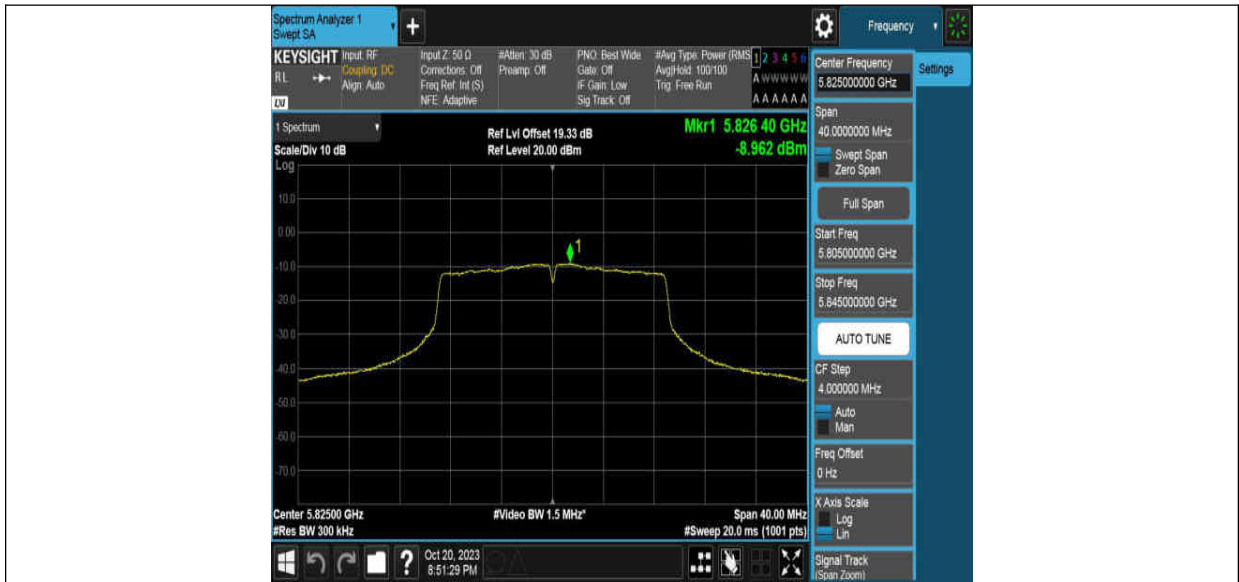 Spectrum Analyzer 1
Swept SA
+
Frequency
KEYSIGHT
RL
LXI
Input: RF
Coupling: DC
Align: Auto
Input Z: 50 Ω
Corrections: Off
Freq Ref: Int (S)
NFE: Adaptive
#Atten: 30 dB
Preamp: Off
PNO: Best Wide
Gate: Off
IF Gain: Low
Sig Track: Off
#Avg Type: Power (RMS
Avg|Hold: 100/100
Trig: Free Run
1 2 3 4 5 6
A W W W W W
A A A A A A
Center Frequency
5.825000000 GHz
Settings
Span
40.0000000 MHz
Swept Span
Zero Span
Full Span
Start Freq
5.805000000 GHz
Stop Freq
5.845000000 GHz
AUTO TUNE
CF Step
4.000000 MHz
Auto
Man
Freq Offset
0 Hz
X Axis Scale
Log
Lin
Signal Track
(Span Zoom)
1 Spectrum
Scale/Div 10 dB
Log
Ref Lvl Offset 19.33 dB
Ref Level 20.00 dBm
Mkr1 5.826 40 GHz
-8.962 dBm
10.0
0.00
-10.0
-20.0
-30.0
-40.0
-50.0
-60.0
-70.0
1
Center 5.82500 GHz
#Res BW 300 kHz
#Video BW 1.5 MHz*
Span 40.00 MHz
#Sweep 20.0 ms (1001 pts)
?
Oct 20, 2023
8:51:29 PM